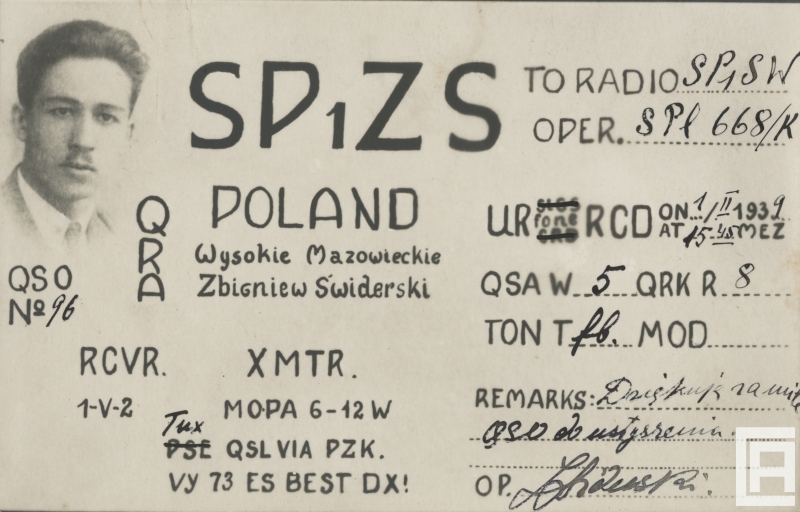 SP1ZS
TO RADIO SP1SW
OPER. SPL 668/K
QRA
POLAND
Wysokie Mazowieckie
Zbigniew Świderski
UR fone RCD ON 1/II 1939
AT 15 45 MEZ
QSO
Nº 96
QSA W 5 QRK R 8
TON T fb. MOD
RCVR.
XMTR.
1-V-2
MOPA 6-12 W
Tnx
PSE QSL VIA PZK.
VY 73 ES BEST DX!
REMARKS: Dziękuję za miłe
QSO do usłyszenia
OP. Świderski.